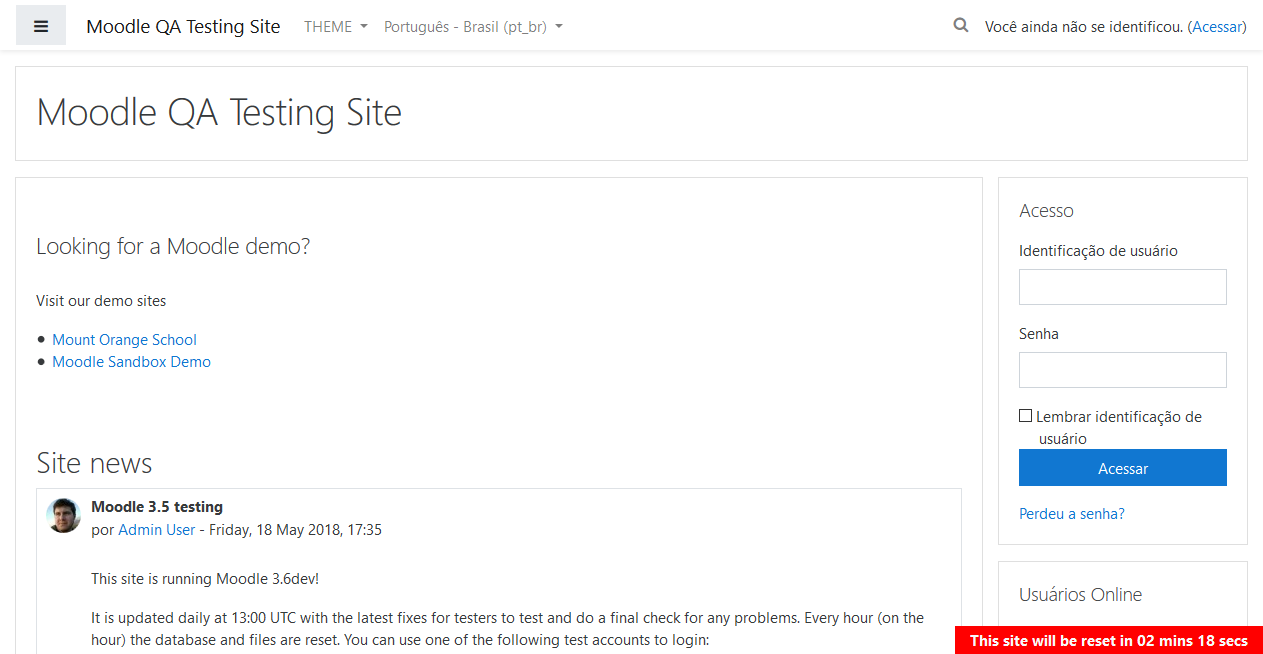 Moodle QA Testing Site THEME Português - Brasil (pt_br) Você ainda não se identificou. (Acessar)
Moodle QA Testing Site
Looking for a Moodle demo?
Visit our demo sites
Mount Orange School
Moodle Sandbox Demo
Site news
Moodle 3.5 testing
por Admin User - Friday, 18 May 2018, 17:35
This site is running Moodle 3.6dev!
It is updated daily at 13:00 UTC with the latest fixes for testers to test and do a final check for any problems. Every hour (on the
hour) the database and files are reset. You can use one of the following test accounts to login:
Acesso
Identificação de usuário
Senha
Lembrar identificação de
usuário
Acessar
Perdeu a senha?
Usuários Online
This site will be reset in 02 mins 18 secs